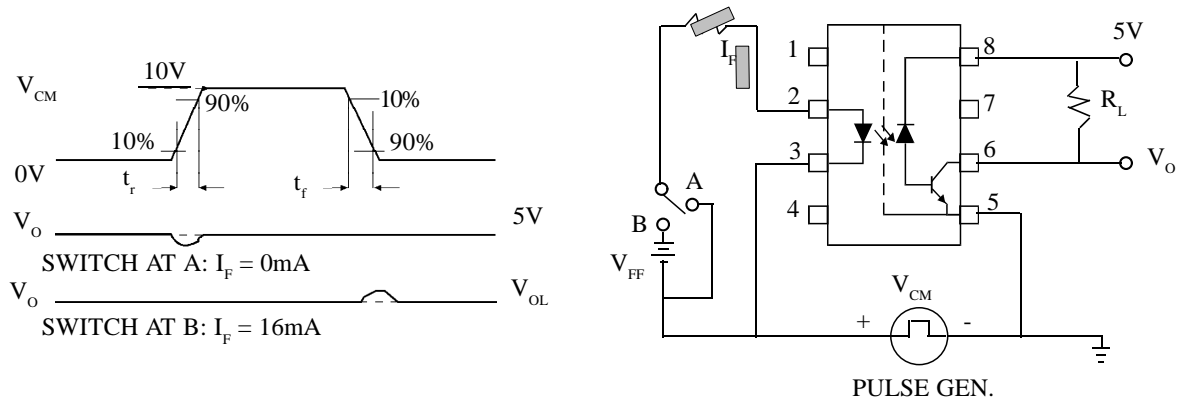 10V
V_CM
90%
10%
10%
90%
0V
t_r
t_f
V_O
5V
SWITCH AT A: I_F = 0mA
V_O
V_OL
SWITCH AT B: I_F = 16mA
I_F
1
2
3
4
8
7
6
5
5V
R_L
V_O
A
B
V_FF
V_CM
+
-
PULSE GEN.